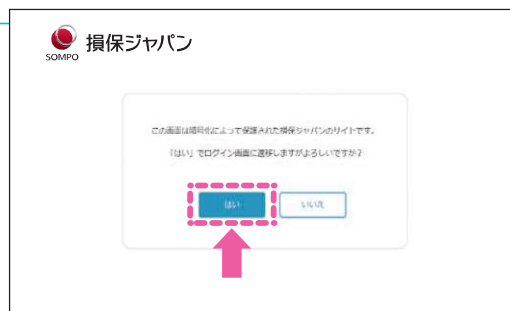 SOMPO 損保ジャパン
この画面は暗号化によって保護された損保ジャパンのサイトです。
「はい」でログイン画面に遷移しますがよろしいですか？
はい いいえ